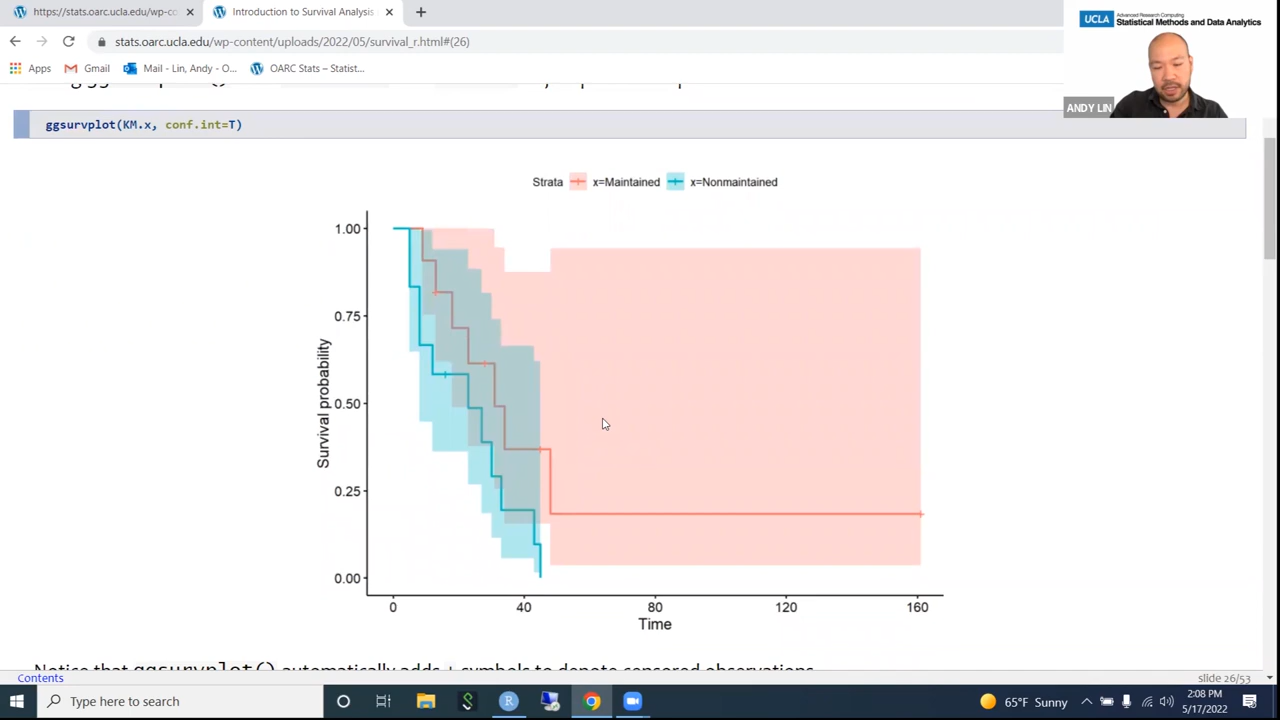 https://stats.oarc.ucla.edu/wp-co
Introduction to Survival Analysis
stats.oarc.ucla.edu/wp-content/uploads/2022/05/survival_r.html#(26)
Apps
Gmail
Mail - Lin, Andy - O...
OARC Stats – Statist...
UCLA
Advanced Research Computing
Statistical Methods and Data Analytics
ANDY LIN
ggsurvplot(KM.x, conf.int=T)
Strata x=Maintained x=Nonmaintained
1.00
0.75
0.50
0.25
0.00
Survival probability
0 40 80 120 160
Time
Notice that ggsurvplot() automatically adds + symbols to denote censored observations
Contents
slide 26/53
Type here to search
65°F Sunny
2:08 PM
5/17/2022